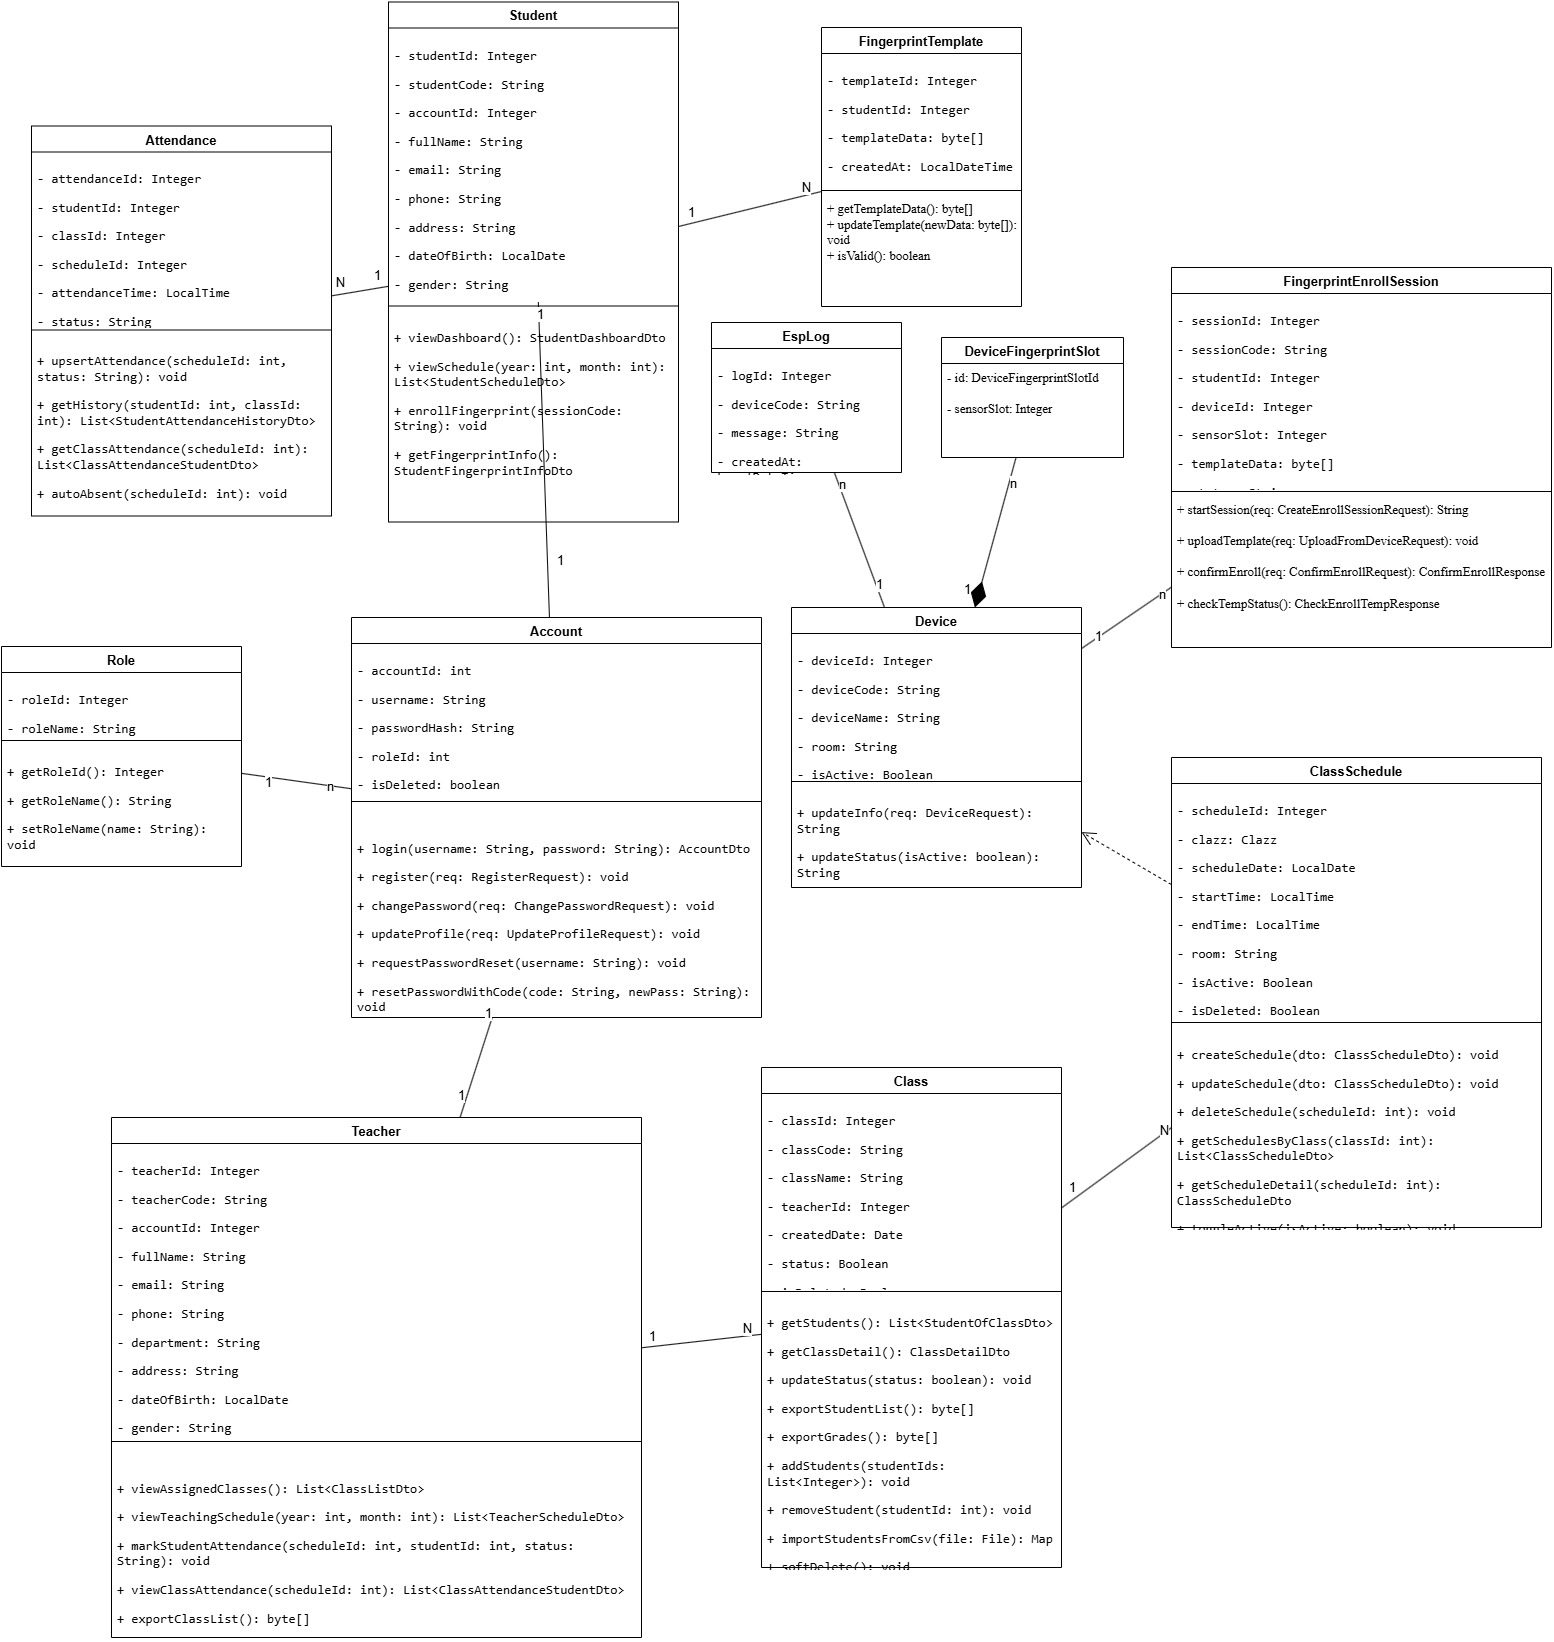 Student
- studentId: Integer
- studentCode: String
- accountId: Integer
- fullName: String
- email: String
- phone: String
- address: String
- dateOfBirth: LocalDate
- gender: String
+ viewDashboard(): StudentDashboardDto
+ viewSchedule(year: int, month: int):
List<StudentScheduleDto>
+ enrollFingerprint(sessionCode:
String): void
+ getFingerprintInfo():
StudentFingerprintInfoDto
FingerprintTemplate
- templateId: Integer
- studentId: Integer
- templateData: byte[]
- createdAt: LocalDateTime
+ getTemplateData(): byte[]
+ updateTemplate(newData: byte[]):
void
+ isValid(): boolean
1
N
Attendance
- attendanceId: Integer
- studentId: Integer
- classId: Integer
- scheduleId: Integer
- attendanceTime: LocalTime
- status: String
+ upsertAttendance(scheduleId: int,
status: String): void
+ getHistory(studentId: int, classId:
int): List<StudentAttendanceHistoryDto>
+ getClassAttendance(scheduleId: int):
List<ClassAttendanceStudentDto>
+ autoAbsent(scheduleId: int): void
N
1
1
1
FingerprintEnrollSession
- sessionId: Integer
- sessionCode: String
- studentId: Integer
- deviceId: Integer
- sensorSlot: Integer
- templateData: byte[]
+ startSession(req: CreateEnrollSessionRequest): String
+ uploadTemplate(req: UploadFromDeviceRequest): void
+ confirmEnroll(req: ConfirmEnrollRequest): ConfirmEnrollResponse
+ checkTempStatus(): CheckEnrollTempResponse
EspLog
- logId: Integer
- deviceCode: String
- message: String
- createdAt:
DeviceFingerprintSlot
- id: DeviceFingerprintSlotId
- sensorSlot: Integer
n
1
n
1
1
n
Device
- deviceId: Integer
- deviceCode: String
- deviceName: String
- room: String
- isActive: Boolean
+ updateInfo(req: DeviceRequest):
String
+ updateStatus(isActive: boolean):
String
Role
- roleId: Integer
- roleName: String
+ getRoleId(): Integer
+ getRoleName(): String
+ setRoleName(name: String):
void
1
n
Account
- accountId: int
- username: String
- passwordHash: String
- roleId: int
- isDeleted: boolean
+ login(username: String, password: String): AccountDto
+ register(req: RegisterRequest): void
+ changePassword(req: ChangePasswordRequest): void
+ updateProfile(req: UpdateProfileRequest): void
+ requestPasswordReset(username: String): void
+ resetPasswordWithCode(code: String, newPass: String):
void
1
1
ClassSchedule
- scheduleId: Integer
- clazz: Clazz
- scheduleDate: LocalDate
- startTime: LocalTime
- endTime: LocalTime
- room: String
- isActive: Boolean
- isDeleted: Boolean
+ createSchedule(dto: ClassScheduleDto): void
+ updateSchedule(dto: ClassScheduleDto): void
+ deleteSchedule(scheduleId: int): void
+ getSchedulesByClass(classId: int):
List<ClassScheduleDto>
+ getScheduleDetail(scheduleId: int):
ClassScheduleDto
+ toggleActive(isActive: boolean): void
Teacher
- teacherId: Integer
- teacherCode: String
- accountId: Integer
- fullName: String
- email: String
- phone: String
- department: String
- address: String
- dateOfBirth: LocalDate
- gender: String
+ viewAssignedClasses(): List<ClassListDto>
+ viewTeachingSchedule(year: int, month: int): List<TeacherScheduleDto>
+ markStudentAttendance(scheduleId: int, studentId: int, status:
String): void
+ viewClassAttendance(scheduleId: int): List<ClassAttendanceStudentDto>
+ exportClassList(): byte[]
1
N
Class
- classId: Integer
- classCode: String
- className: String
- teacherId: Integer
- createdDate: Date
- status: Boolean
+ getStudents(): List<StudentOfClassDto>
+ getClassDetail(): ClassDetailDto
+ updateStatus(status: boolean): void
+ exportStudentList(): byte[]
+ exportGrades(): byte[]
+ addStudents(studentIds:
List<Integer>): void
+ removeStudent(studentId: int): void
+ importStudentsFromCsv(file: File): Map
+ softDelete(): void
1
N